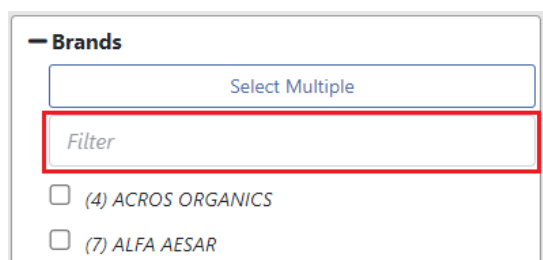 Brands
Select Multiple
Filter
(4) ACROS ORGANICS
(7) ALFA AESAR